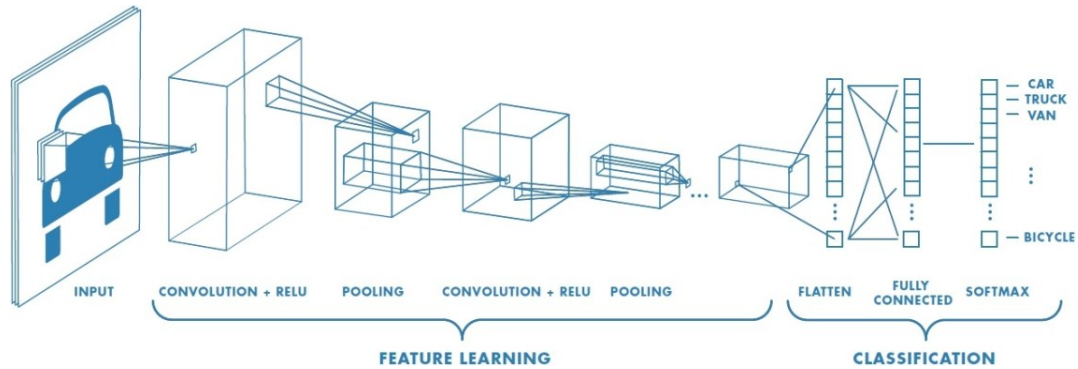 CAR
TRUCK
VAN
BICYCLE
INPUT
CONVOLUTION + RELU
POOLING
CONVOLUTION + RELU
POOLING
FLATTEN
FULLY
CONNECTED
SOFTMAX
FEATURE LEARNING
CLASSIFICATION